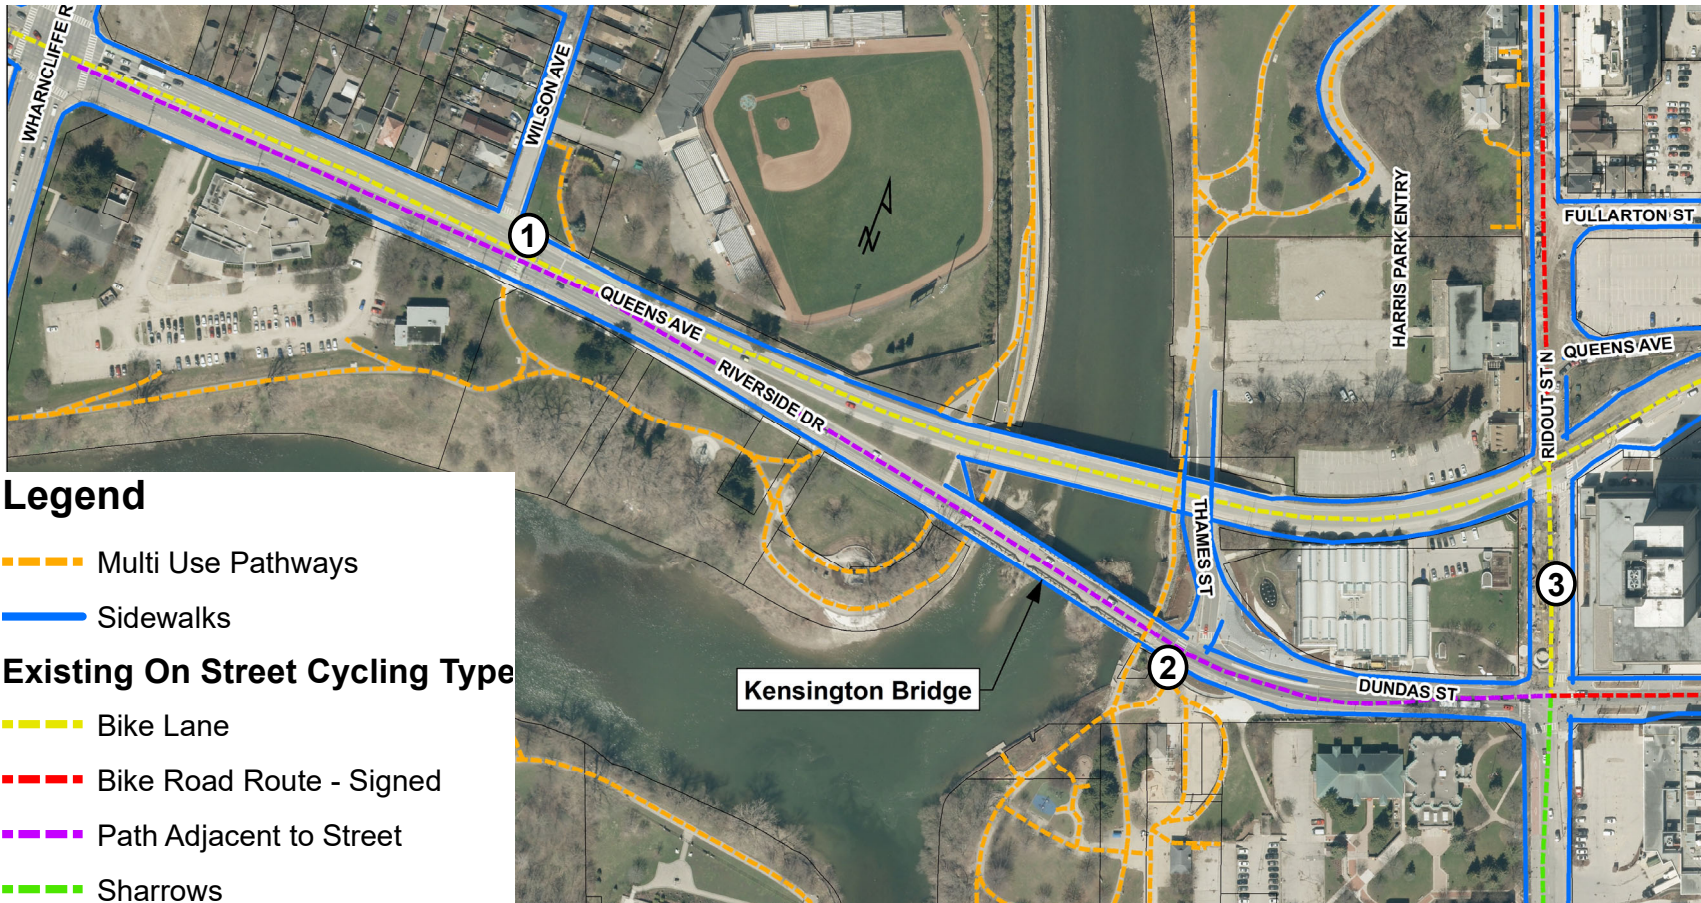 WHARNCLIFFE R
WILSON AVE
1
N
HARRIS PARK ENTRY
FULLARTON ST
QUEENS AVE
RIDOUT ST N
QUEENS AVE
RIVERSIDE DR
THAMES ST
3
2
Kensington Bridge
DUNDAS ST
Legend
Multi Use Pathways
Sidewalks
Existing On Street Cycling Type
Bike Lane
Bike Road Route - Signed
Path Adjacent to Street
Sharrows